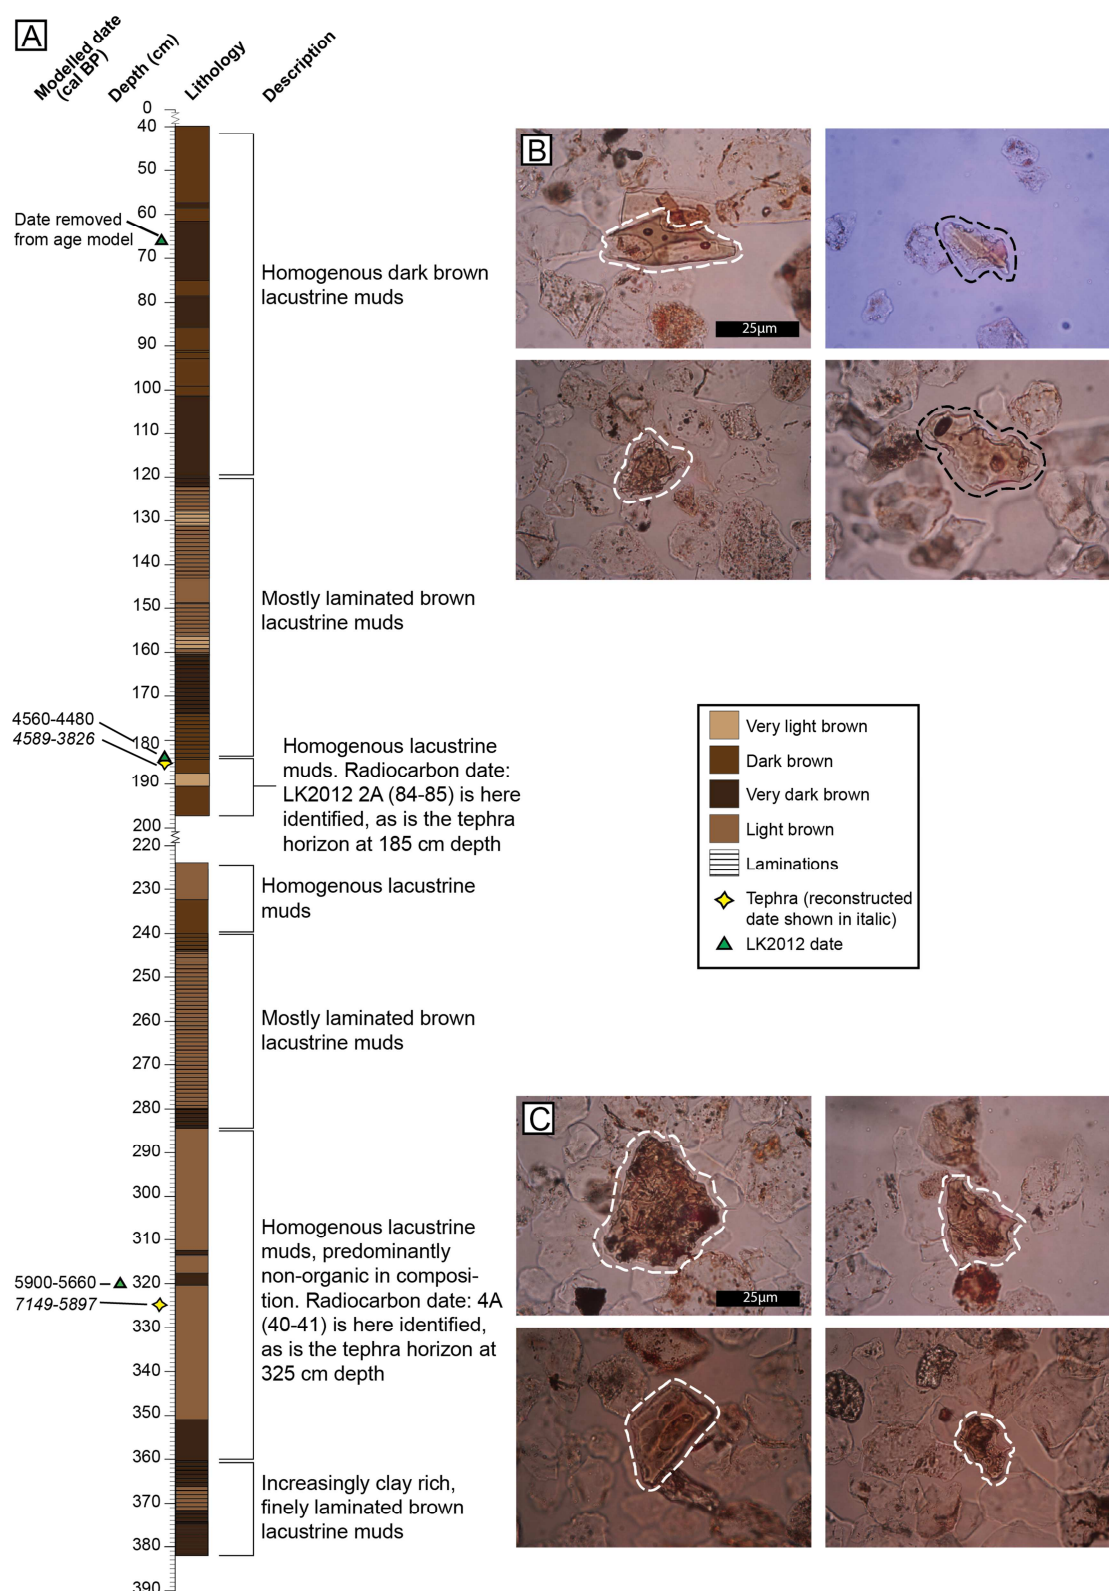 A
Modelled date
(cal BP)
Depth (cm)
Lithology
Description
0
40
50
60
Date removed
from age model
70
80
90
100
110
120
Homogenous dark brown
lacustrine muds
130
140
150
160
170
180
Mostly laminated brown
lacustrine muds
4560-4480
4589-3826
190
200
Homogenous lacustrine
muds. Radiocarbon date:
LK2012 2A (84-85) is here
identified, as is the tephra
horizon at 185 cm depth
220
230
240
Homogenous lacustrine
muds
250
260
270
280
Mostly laminated brown
lacustrine muds
290
300
310
320
330
340
350
360
5900-5660
7149-5897
Homogenous lacustrine
muds, predominantly
non-organic in composi-
tion. Radiocarbon date: 4A
(40-41) is here identified,
as is the tephra horizon at
325 cm depth
370
380
390
Increasingly clay rich,
finely laminated brown
lacustrine muds
B
25µm
Very light brown
Dark brown
Very dark brown
Light brown
Laminations
Tephra (reconstructed
date shown in italic)
LK2012 date
C
25µm